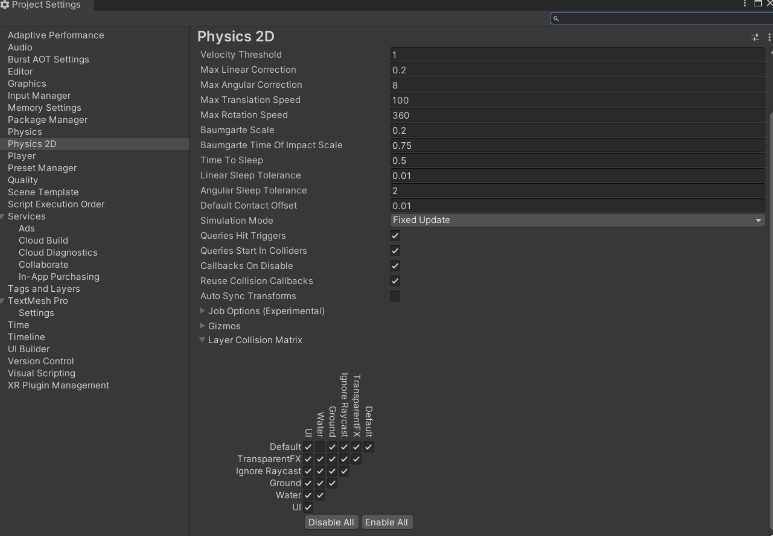 Project Settings
Adaptive Performance
Audio
Burst AOT Settings
Editor
Graphics
Input Manager
Memory Settings
Package Manager
Physics
Physics 2D
Player
Preset Manager
Quality
Scene Template
Script Execution Order
Services
Ads
Cloud Build
Cloud Diagnostics
Collaborate
In-App Purchasing
Tags and Layers
TextMesh Pro
Settings
Time
Timeline
UI Builder
Version Control
Visual Scripting
XR Plugin Management
Physics 2D
Velocity Threshold 1
Max Linear Correction 0.2
Max Angular Correction 8
Max Translation Speed 100
Max Rotation Speed 360
Baumgarte Scale 0.2
Baumgarte Time Of Impact Scale 0.75
Time To Sleep 0.5
Linear Sleep Tolerance 0.01
Angular Sleep Tolerance 2
Default Contact Offset 0.01
Simulation Mode Fixed Update
Queries Hit Triggers
Queries Start In Colliders
Callbacks On Disable
Reuse Collision Callbacks
Auto Sync Transforms
Job Options (Experimental)
Gizmos
Layer Collision Matrix
UI
Water
Ground
Ignore Raycast
TransparentFX
Default
Default
TransparentFX
Ignore Raycast
Ground
Water
UI
Disable All Enable All